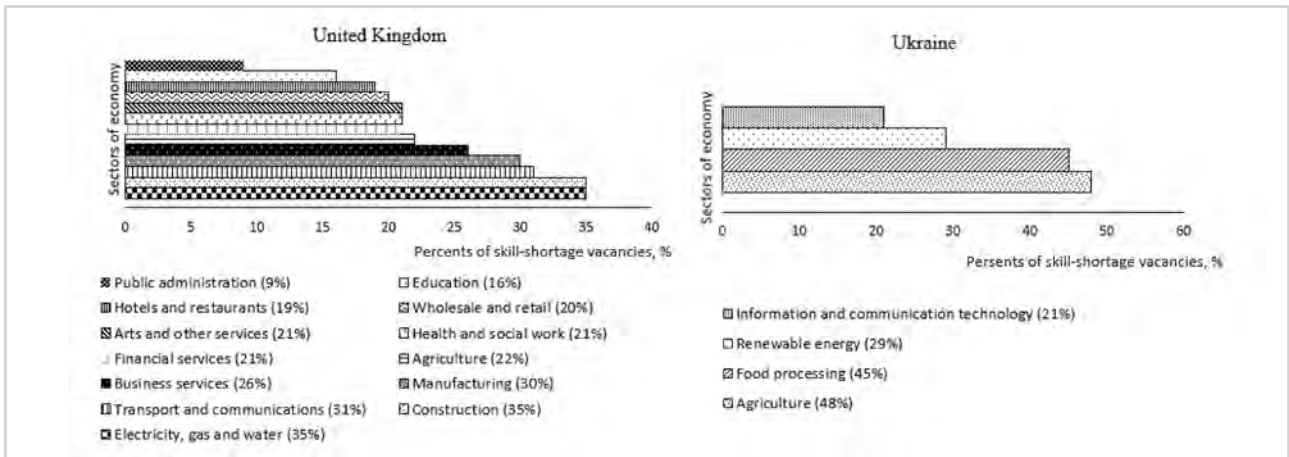 United Kingdom
Sectors of economy
0 5 10 15 20 25 30 35 40
Percents of skill-shortage vacancies, %
Public administration (9%)
Education (16%)
Hotels and restaurants (19%)
Wholesale and retail (20%)
Arts and other services (21%)
Health and social work (21%)
Financial services (21%)
Agriculture (22%)
Business services (26%)
Manufacturing (30%)
Transport and communications (31%)
Construction (35%)
Electricity, gas and water (35%)
Ukraine
Sectors of economy
0 10 20 30 40 50 60
Persents of skill-shortage vacancies, %
Information and communication technology (21%)
Renewable energy (29%)
Food processing (45%)
Agriculture (48%)